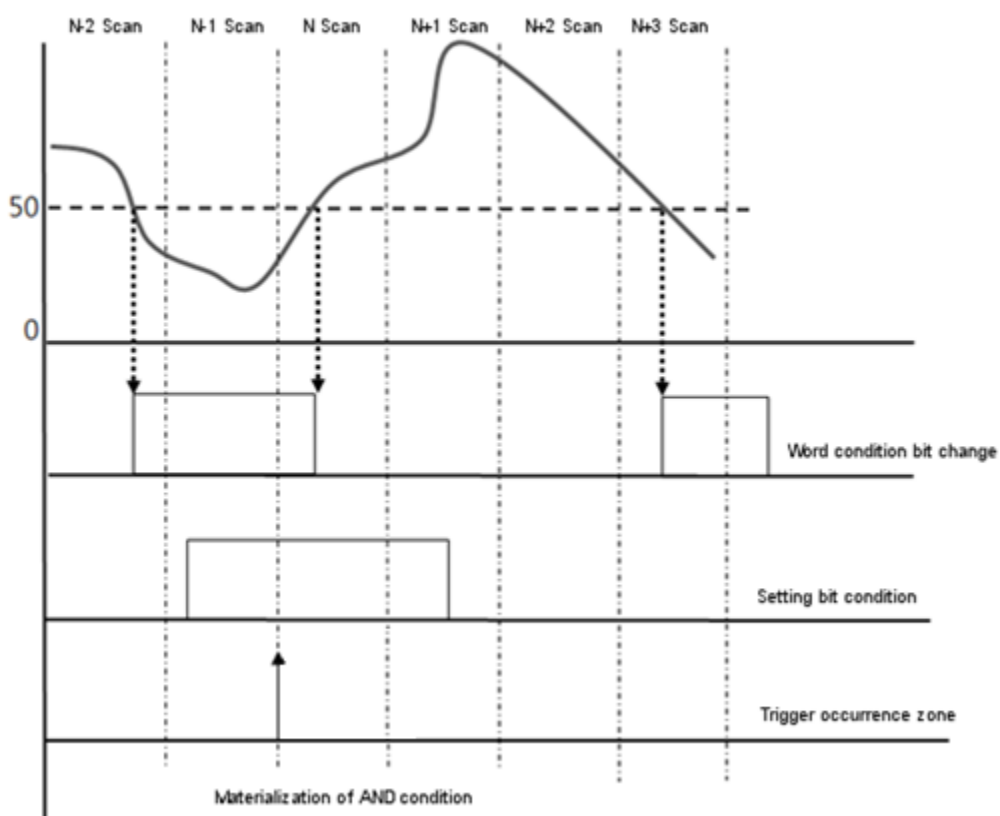 N-2 Scan N-1 Scan N Scan N+1 Scan N+2 Scan N+3 Scan
50
0
Word condition bit change
Setting bit condition
Trigger occurrence zone
Materialization of AND condition